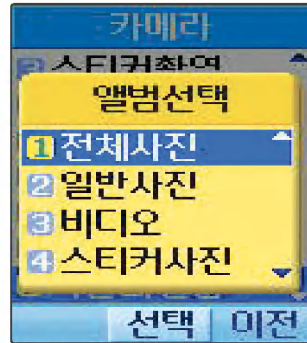 카메라
스티커촬영
앨범선택
1 전체사진
2 일반사진
3 비디오
4 스티커사진
선택 이전